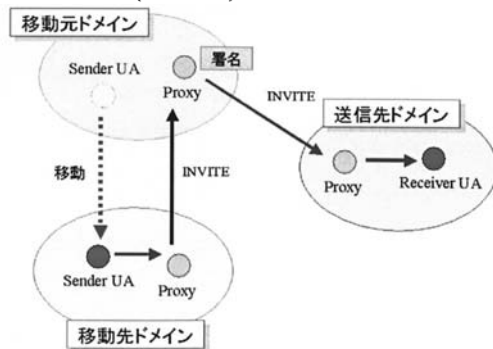 移動元ドメイン
Sender UA
署名
Proxy
INVITE
送信先ドメイン
移動
INVITE
Proxy
Receiver UA
Sender UA
Proxy
移動先ドメイン